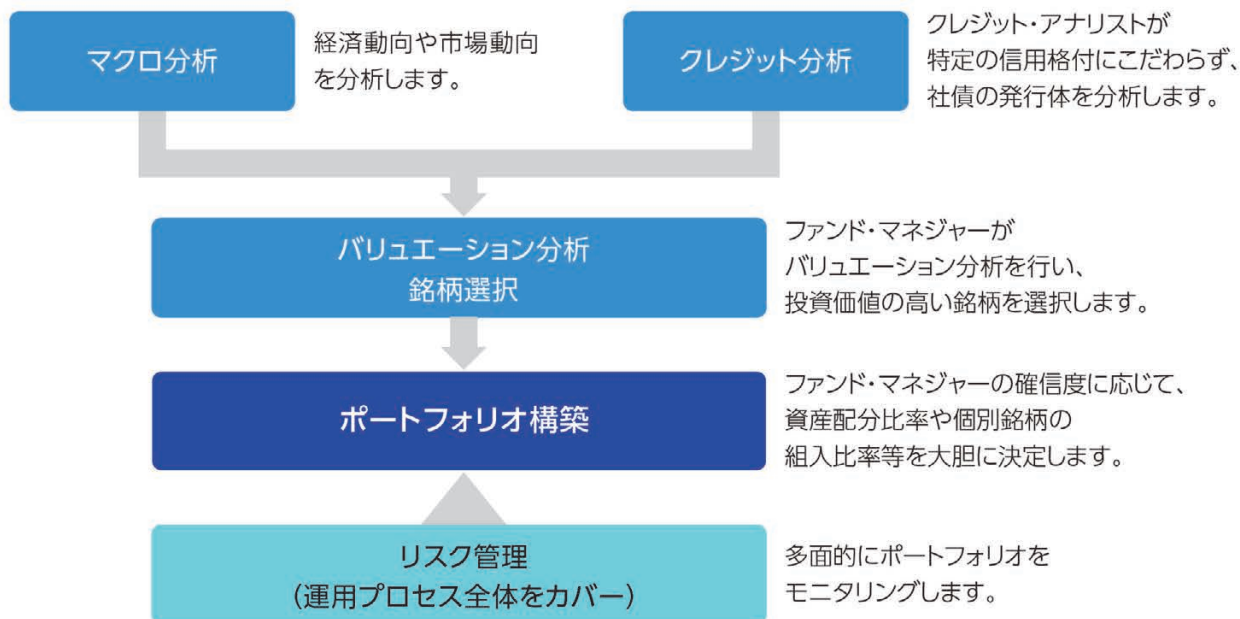 マクロ分析
経済動向や市場動向
を分析します。
クレジット分析
クレジット・アナリストが
特定の信用格付にこだわらず、
社債の発行体を分析します。
バリュエーション分析
銘柄選択
ファンド・マネジャーが
バリュエーション分析を行い、
投資価値の高い銘柄を選択します。
ポートフォリオ構築
ファンド・マネジャーの確信度に応じて、
資産配分比率や個別銘柄の
組入比率等を大胆に決定します。
リスク管理
(運用プロセス全体をカバー)
多面的にポートフォリオを
モニタリングします。